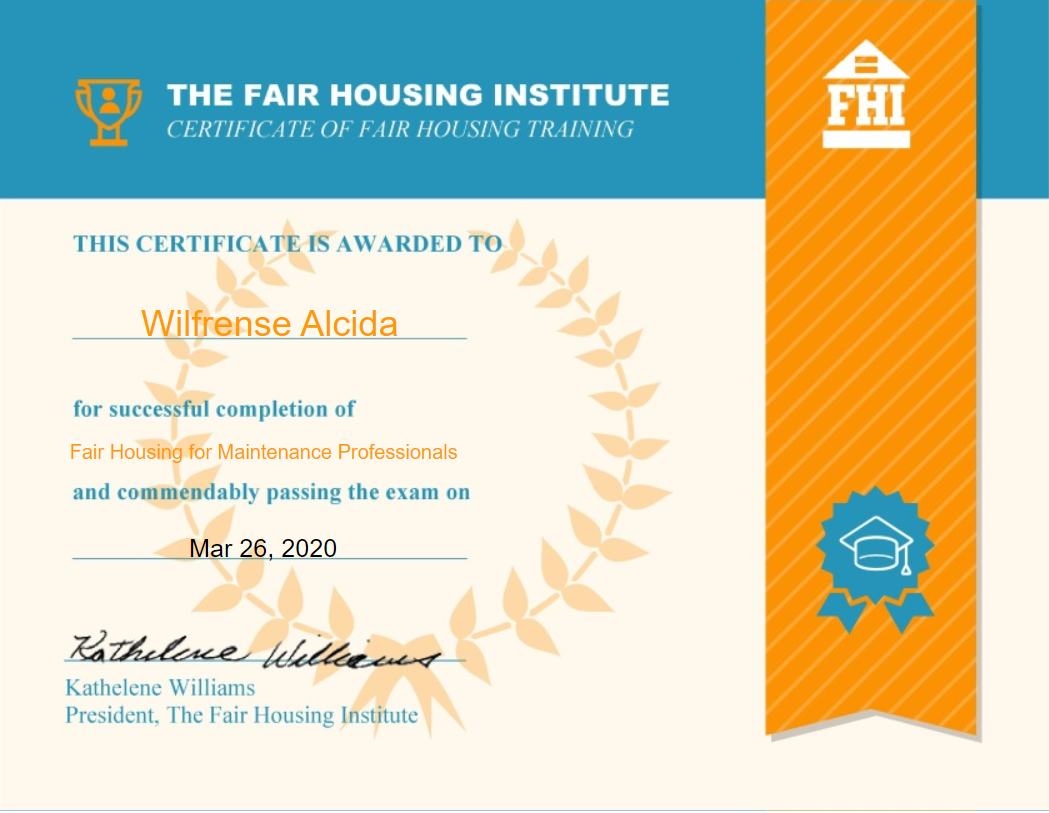 THE FAIR HOUSING INSTITUTE
CERTIFICATE OF FAIR HOUSING TRAINING
FHI
THIS CERTIFICATE IS AWARDED TO
Wilfrense Alcida
for successful completion of
Fair Housing for Maintenance Professionals
and commendably passing the exam on
Mar 26, 2020
Kathelene Williams
Kathelene Williams
President, The Fair Housing Institute